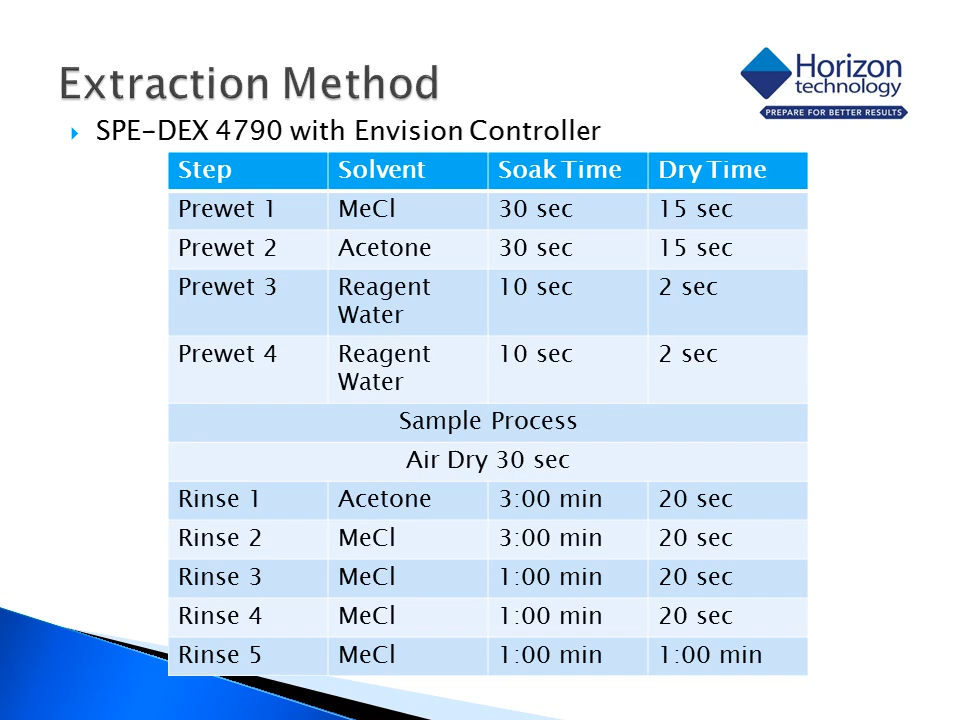 Extraction Method
Horizon
technology
PREPARE FOR BETTER RESULTS
SPE-DEX 4790 with Envision Controller
Step Solvent Soak Time Dry Time
Prewet 1 MeCl 30 sec 15 sec
Prewet 2 Acetone 30 sec 15 sec
Prewet 3 Reagent Water 10 sec 2 sec
Prewet 4 Reagent Water 10 sec 2 sec
Sample Process
Air Dry 30 sec
Rinse 1 Acetone 3:00 min 20 sec
Rinse 2 MeCl 3:00 min 20 sec
Rinse 3 MeCl 1:00 min 20 sec
Rinse 4 MeCl 1:00 min 20 sec
Rinse 5 MeCl 1:00 min 1:00 min